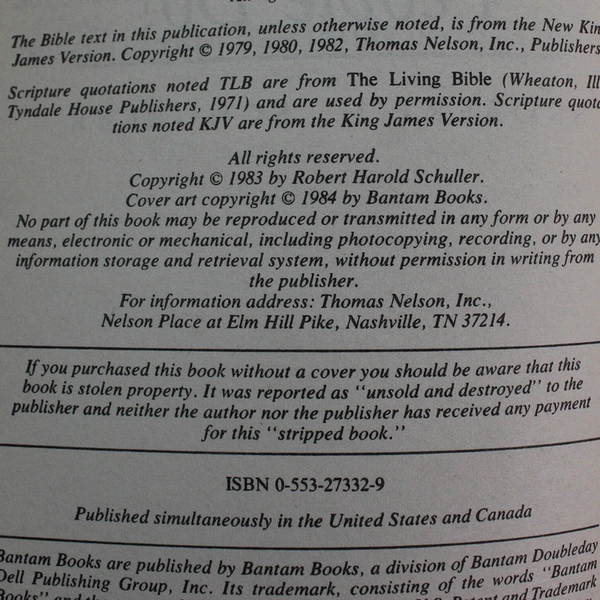 The Bible text in this publication, unless otherwise noted, is from the New
James Version. Copyright © 1979, 1980, 1982, Thomas Nelson, Inc., Publishers
Scripture quotations noted TLB are from The Living Bible (Wheaton, Ill
Tyndale House Publishers, 1971) and are used by permission. Scripture quota
tions noted KJV are from the King James Version.
All rights reserved.
Copyright © 1983 by Robert Harold Schuller.
Cover art copyright © 1984 by Bantam Books.
No part of this book may be reproduced or transmitted in any form or by any
means, electronic or mechanical, including photocopying, recording, or by any
information storage and retrieval system, without permission in writing from
the publisher.
For information address: Thomas Nelson, Inc.,
Nelson Place at Elm Hill Pike, Nashville, TN 37214.
If you purchased this book without a cover you should be aware that this
book is stolen property. It was reported as "unsold and destroyed" to the
publisher and neither the author nor the publisher has received any payment
for this "stripped book."
ISBN 0-553-27332-9
Published simultaneously in the United States and Canada
Bantam Books are published by Bantam Books, a division of Bantam Doubleday
Dell Publishing Group, Inc. Its trademark, consisting of the words "Bantam
Books" and the Patent and Trademark